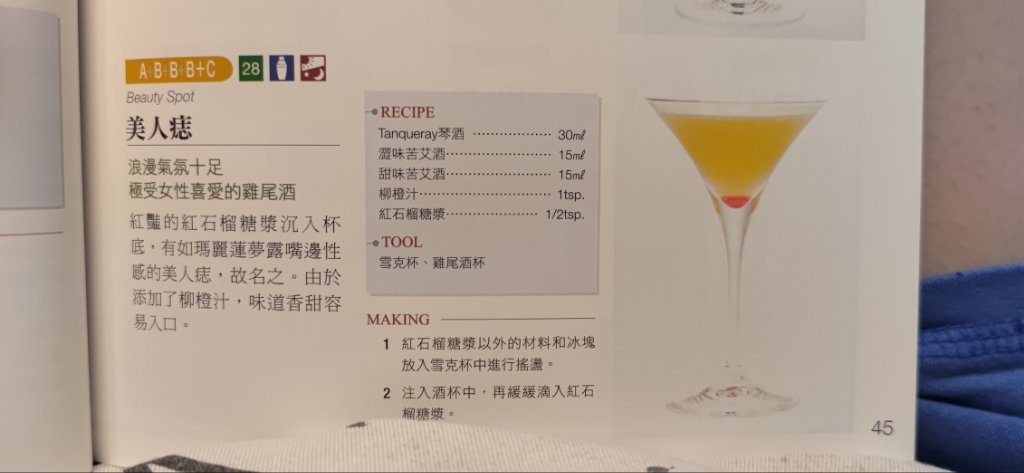 A+B+B+B+C 28
Beauty Spot
美人痣
浪漫氣氛十足
極受女性喜愛的雞尾酒
紅豔的紅石榴糖漿沉入杯
底，有如瑪麗蓮夢露嘴邊性
感的美人痣，故名之。由於
添加了柳橙汁，味道香甜容
易入口。
RECIPE
Tanqueray琴酒 ………………… 30㎖
澀味苦艾酒………………… 15㎖
甜味苦艾酒………………… 15㎖
柳橙汁………………… 1tsp.
紅石榴糖漿………………… 1/2tsp.
TOOL
雪克杯、雞尾酒杯
MAKING
1 紅石榴糖漿以外的材料和冰塊
放入雪克杯中進行搖盪。
2 注入酒杯中，再緩緩滴入紅石
榴糖漿。
45